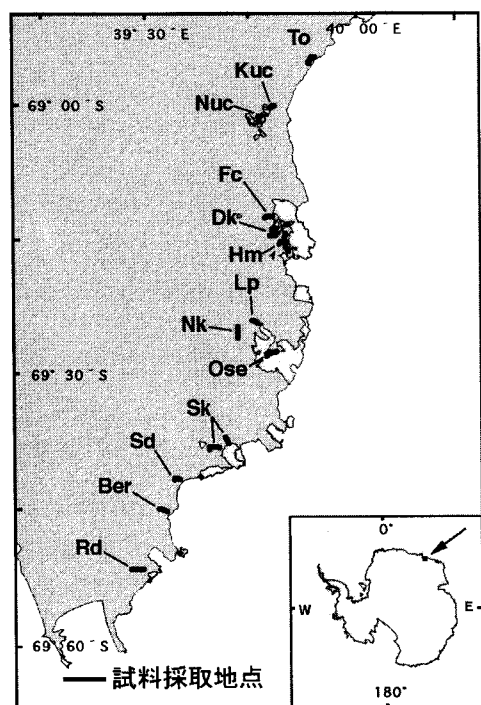 39° 30´ E
40° 00´ E
To
Kuc
69° 00´ S
Nuc
Fc
Dk
Hm
Lp
Nk
Ose
69° 30´ S
Sk
Sd
Ber
Rd
69° 60´ S
試料採取地点
0°
W
E
180°